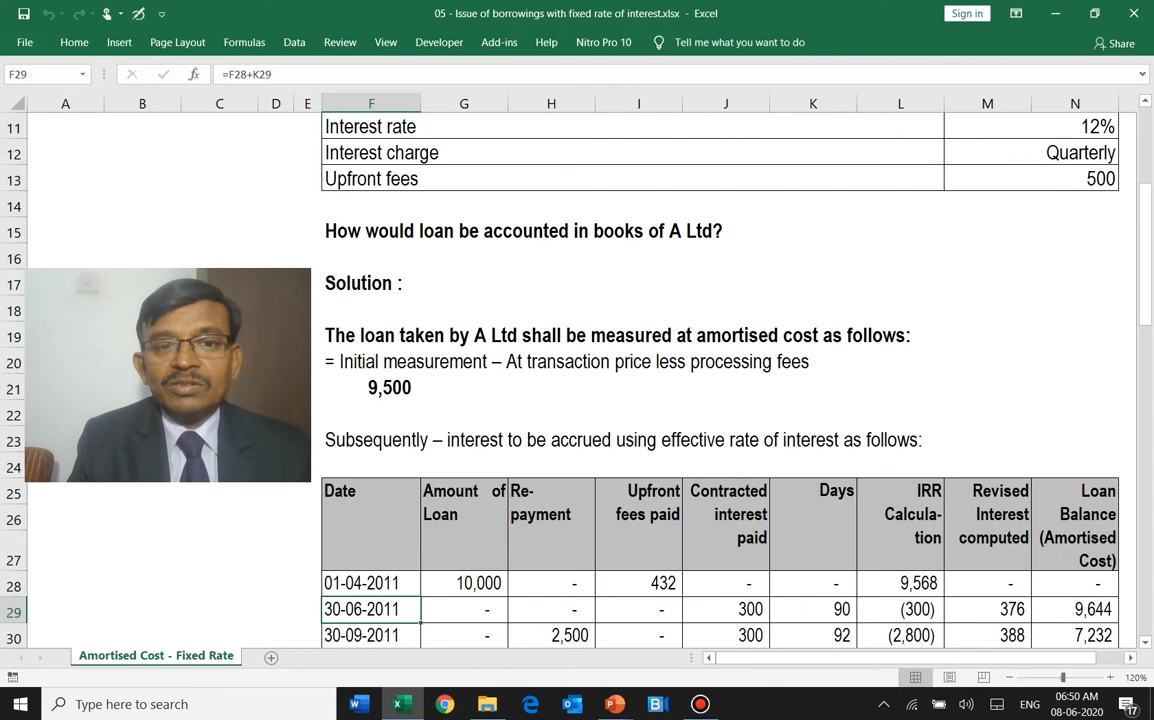 05 - Issue of borrowings with fixed rate of interest.xlsx - Excel
Sign in
File Home Insert Page Layout Formulas Data Review View Developer Add-ins Help Nitro Pro 10 Tell me what you want to do Share
F29 fx =F28+K29
A B C D E F G H I J K L M N
11 Interest rate 12%
12 Interest charge Quarterly
13 Upfront fees 500
14
15 How would loan be accounted in books of A Ltd?
16
17 Solution :
18
19 The loan taken by A Ltd shall be measured at amortised cost as follows:
20 = Initial measurement – At transaction price less processing fees
21 9,500
22
23 Subsequently – interest to be accrued using effective rate of interest as follows:
24
25 Date Amount of Re- Upfront Contracted Days IRR Revised Loan
26 Loan payment fees paid interest Calcula- Interest Balance
27 paid tion computed (Amortised
Cost)
28 01-04-2011 10,000 - 432 - - 9,568 - -
29 30-06-2011 - - - 300 90 (300) 376 9,644
30 30-09-2011 - 2,500 - 300 92 (2,800) 388 7,232
Amortised Cost - Fixed Rate
120%
Type here to search
ENG
06:50 AM
08-06-2020
17